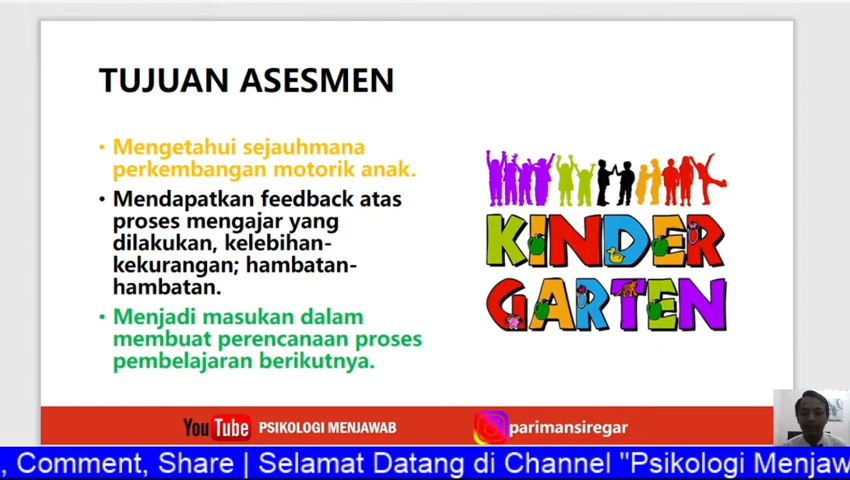 TUJUAN ASESMEN
• Mengetahui sejauhmana
perkembangan motorik anak.
• Mendapatkan feedback atas
proses mengajar yang
dilakukan, kelebihan-
kekurangan; hambatan-
hambatan.
• Menjadi masukan dalam
membuat perencanaan proses
pembelajaran berikutnya.
KINDER
GARTEN
YouTube PSIKOLOGI MENJAWAB
parimansiregar
, Comment, Share | Selamat Datang di Channel "Psikologi Menjaw